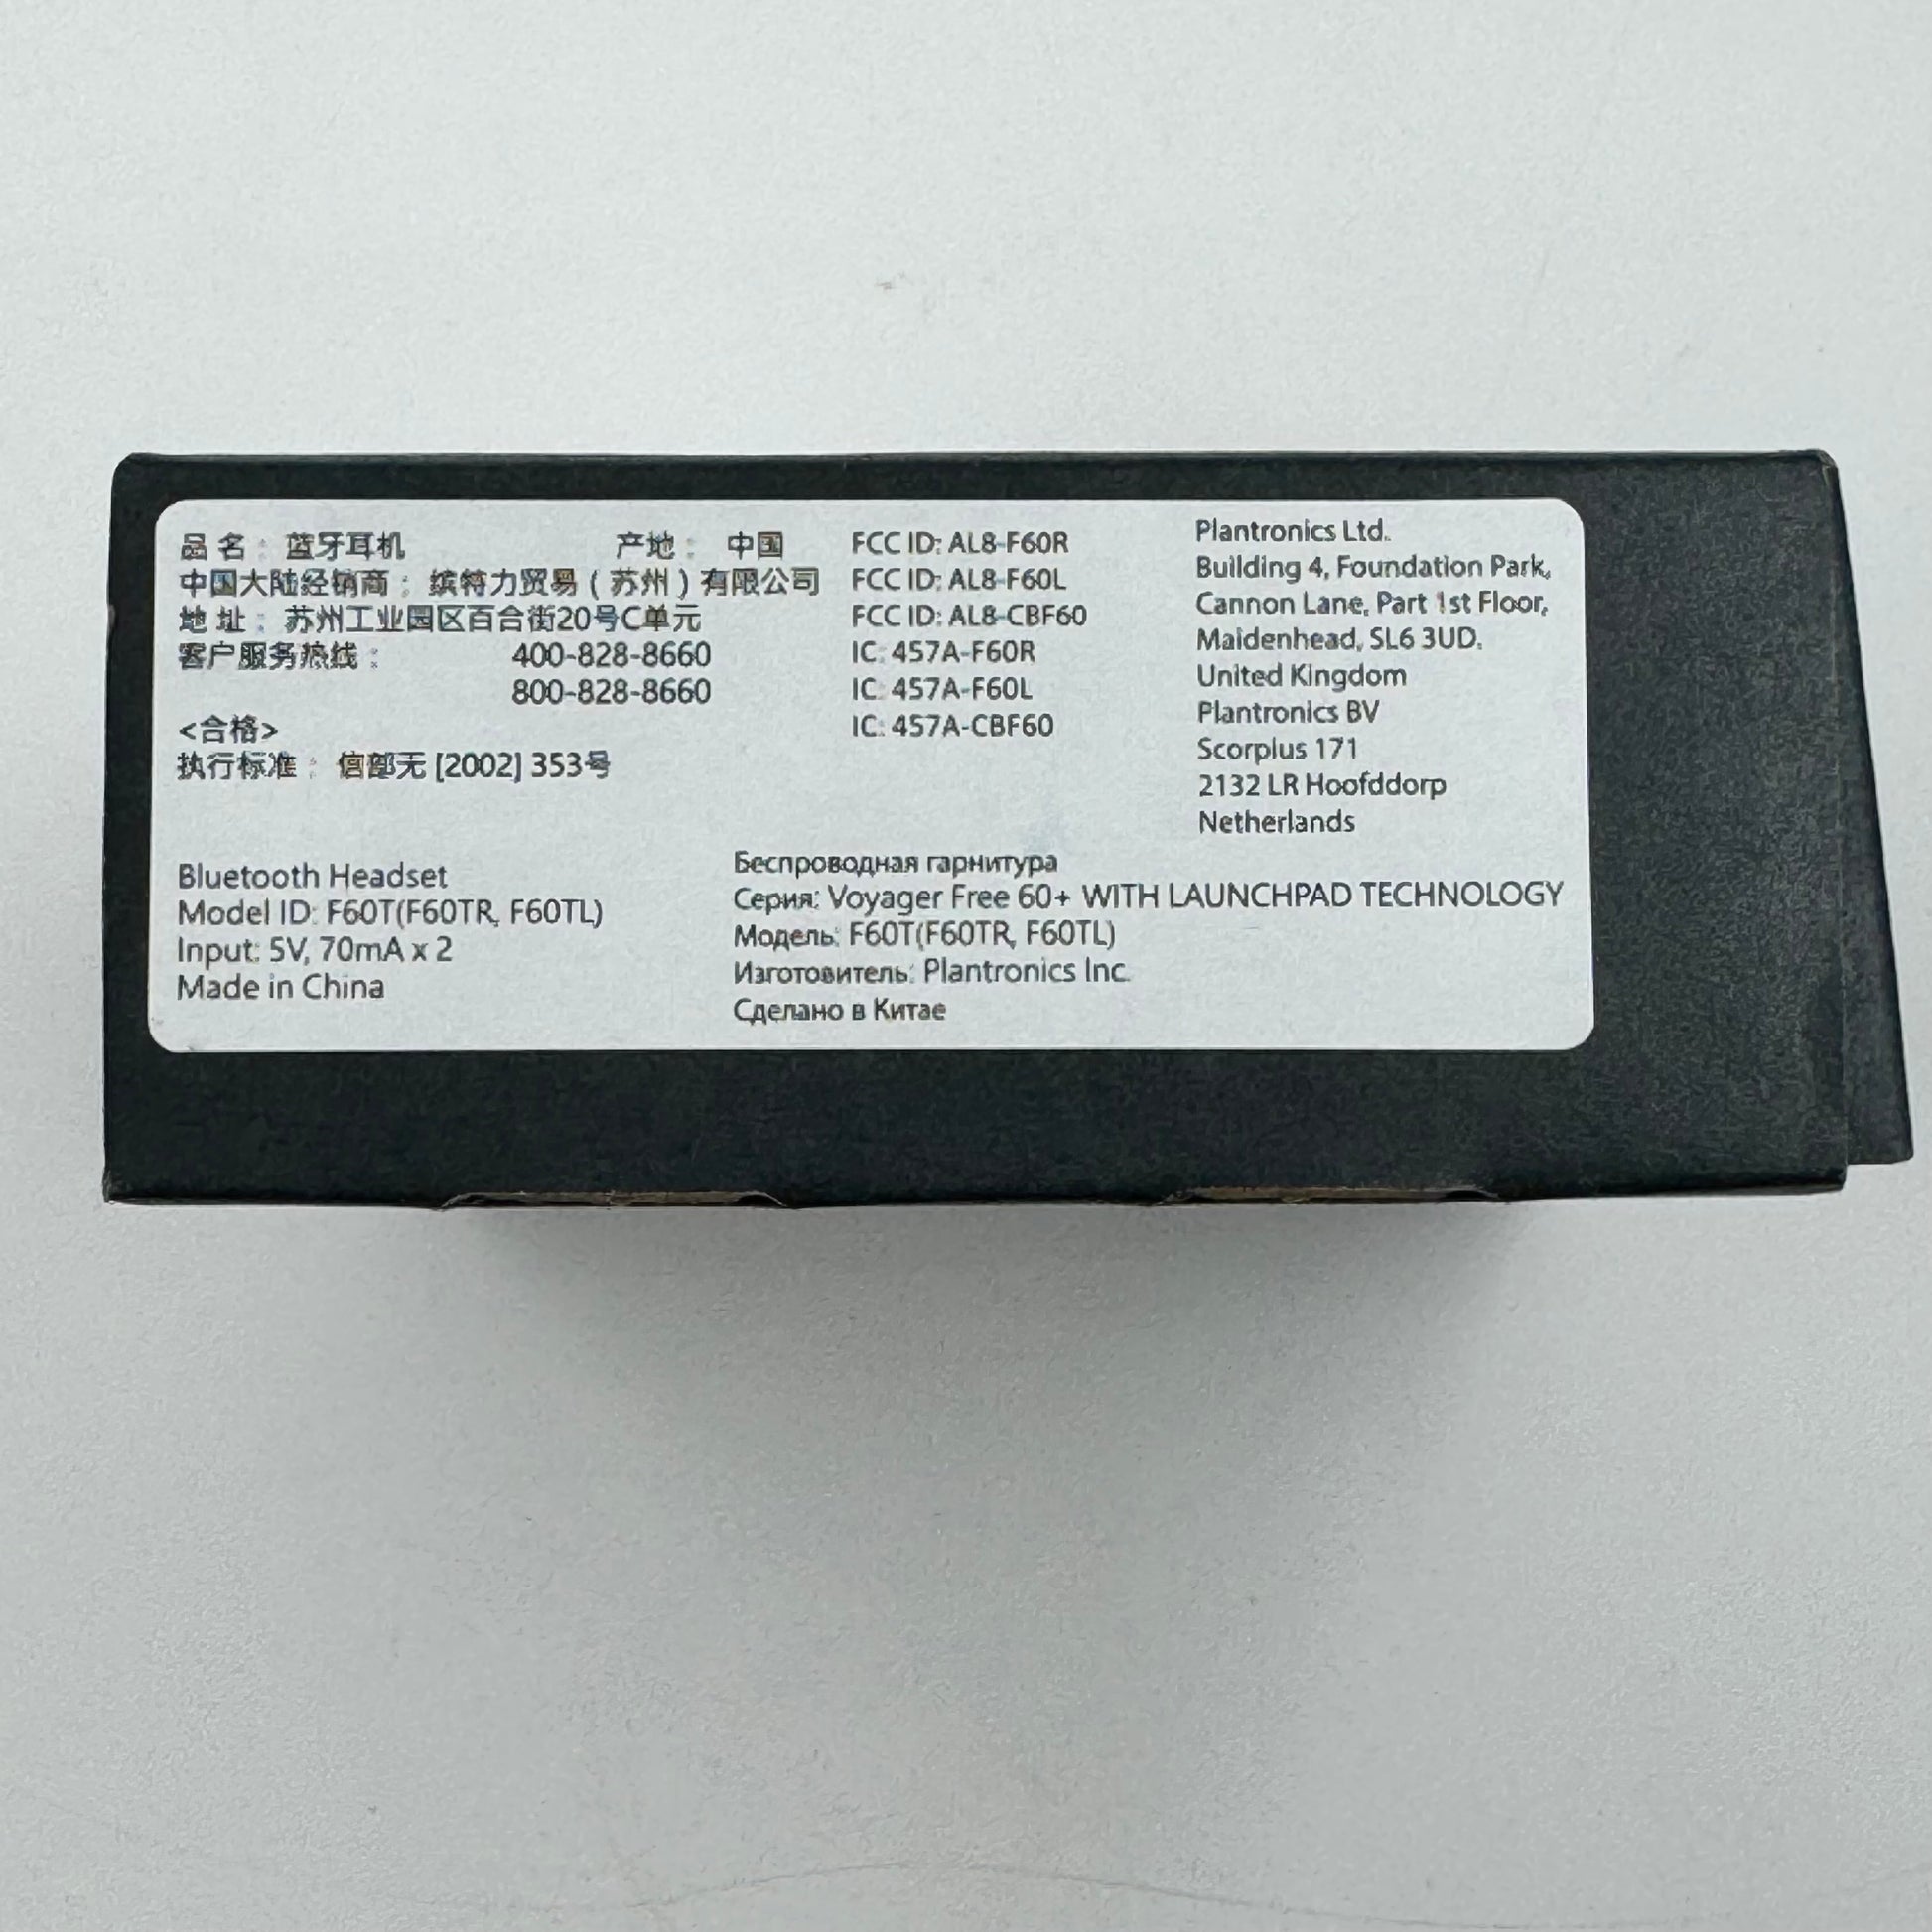 品 名： 蓝牙耳机 产地： 中国
中国大陆经销商： 缤特力贸易（苏州）有限公司
地 址： 苏州工业园区百合街20号C单元
客户服务热线： 400-828-8660
800-828-8660
<合格>
执行标准： 信部无 [2002] 353号
FCC ID: AL8-F60R
FCC ID: AL8-F60L
FCC ID: AL8-CBF60
IC: 457A-F60R
IC: 457A-F60L
IC: 457A-CBF60
Plantronics Ltd.
Building 4, Foundation Park,
Cannon Lane, Part 1st Floor,
Maidenhead, SL6 3UD.
United Kingdom
Plantronics BV
Scorpius 171
2132 LR Hoofddorp
Netherlands
Bluetooth Headset
Model ID: F60T(F60TR, F60TL)
Input: 5V, 70mA x 2
Made in China
Беспроводная гарнитура
Серия: Voyager Free 60+ WITH LAUNCHPAD TECHNOLOGY
Модель: F60T(F60TR, F60TL)
Изготовитель: Plantronics Inc.
Сделано в Китае